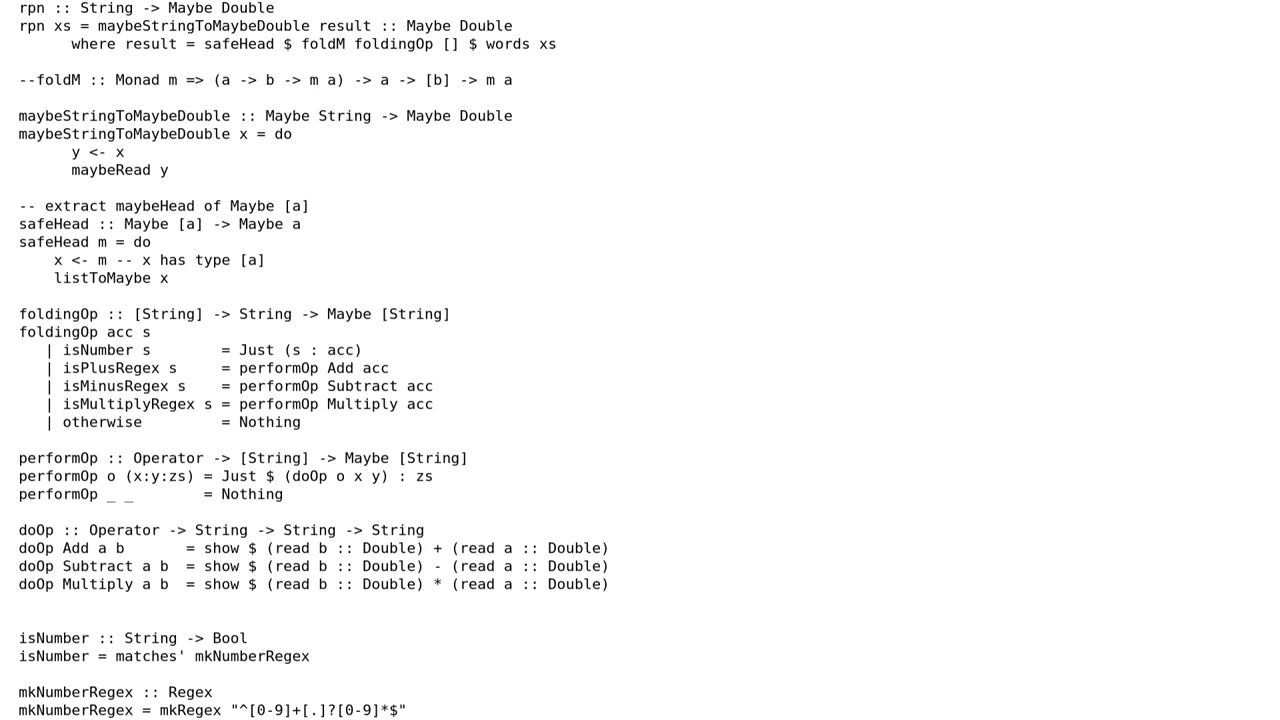 rpn :: String -> Maybe Double
rpn xs = maybeStringToMaybeDouble result :: Maybe Double
      where result = safeHead $ foldM foldingOp [] $ words xs

--foldM :: Monad m => (a -> b -> m a) -> a -> [b] -> m a

maybeStringToMaybeDouble :: Maybe String -> Maybe Double
maybeStringToMaybeDouble x = do
      y <- x
      maybeRead y

-- extract maybeHead of Maybe [a]
safeHead :: Maybe [a] -> Maybe a
safeHead m = do
    x <- m -- x has type [a]
    listToMaybe x

foldingOp :: [String] -> String -> Maybe [String]
foldingOp acc s
   | isNumber s        = Just (s : acc)
   | isPlusRegex s     = performOp Add acc
   | isMinusRegex s    = performOp Subtract acc
   | isMultiplyRegex s = performOp Multiply acc
   | otherwise         = Nothing

performOp :: Operator -> [String] -> Maybe [String]
performOp o (x:y:zs) = Just $ (doOp o x y) : zs
performOp _ _        = Nothing

doOp :: Operator -> String -> String -> String
doOp Add a b       = show $ (read b :: Double) + (read a :: Double)
doOp Subtract a b  = show $ (read b :: Double) - (read a :: Double)
doOp Multiply a b  = show $ (read b :: Double) * (read a :: Double)


isNumber :: String -> Bool
isNumber = matches' mkNumberRegex

mkNumberRegex :: Regex
mkNumberRegex = mkRegex "^[0-9]+[.]?[0-9]*$"